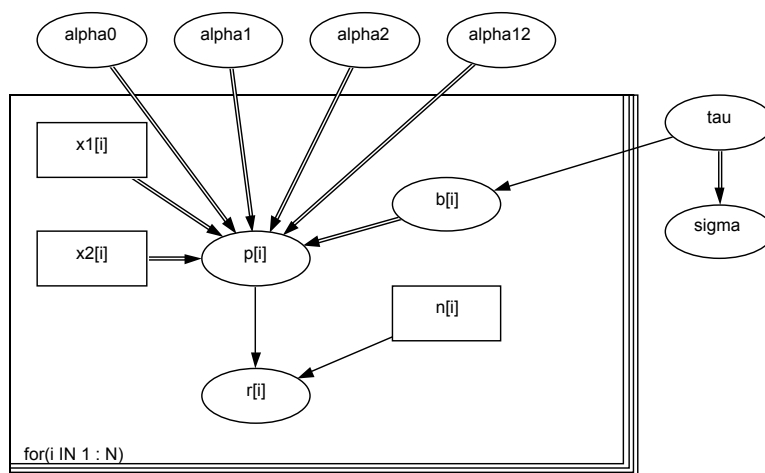 alpha0
alpha1
alpha2
alpha12
tau
x1[i]
b[i]
sigma
x2[i]
p[i]
n[i]
r[i]
for(i IN 1 : N)